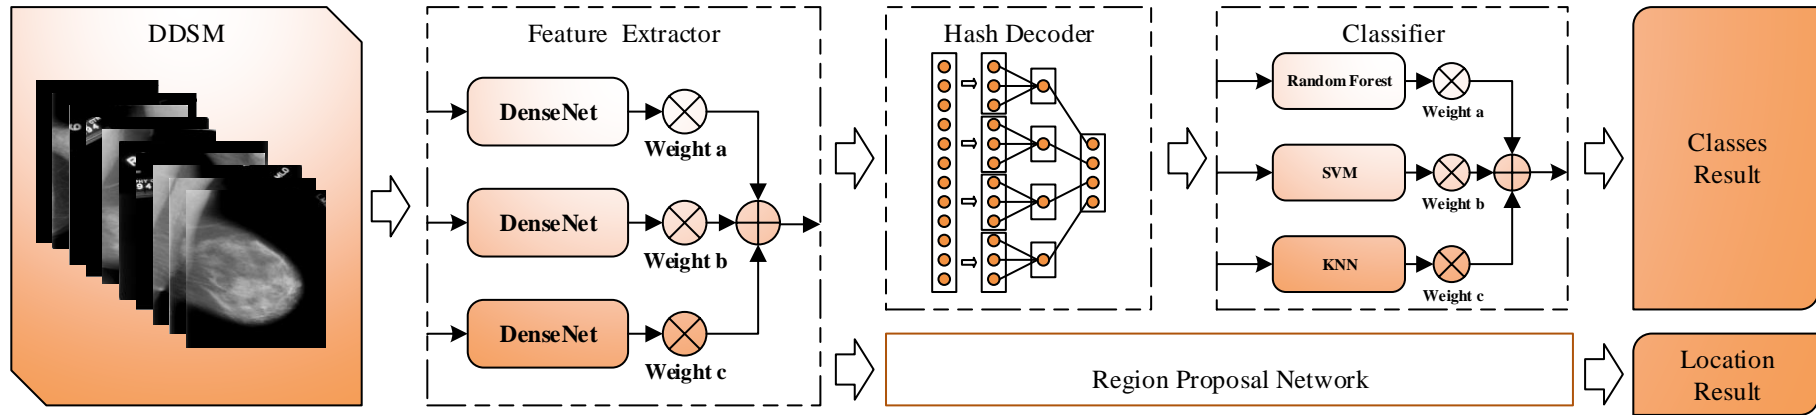 DDSM
Feature Extractor
DenseNet
Weight a
DenseNet
Weight b
DenseNet
Weight c
Hash Decoder
Classifier
Random Forest
Weight a
SVM
Weight b
KNN
Weight c
Classes
Result
Region Proposal Network
Location
Result